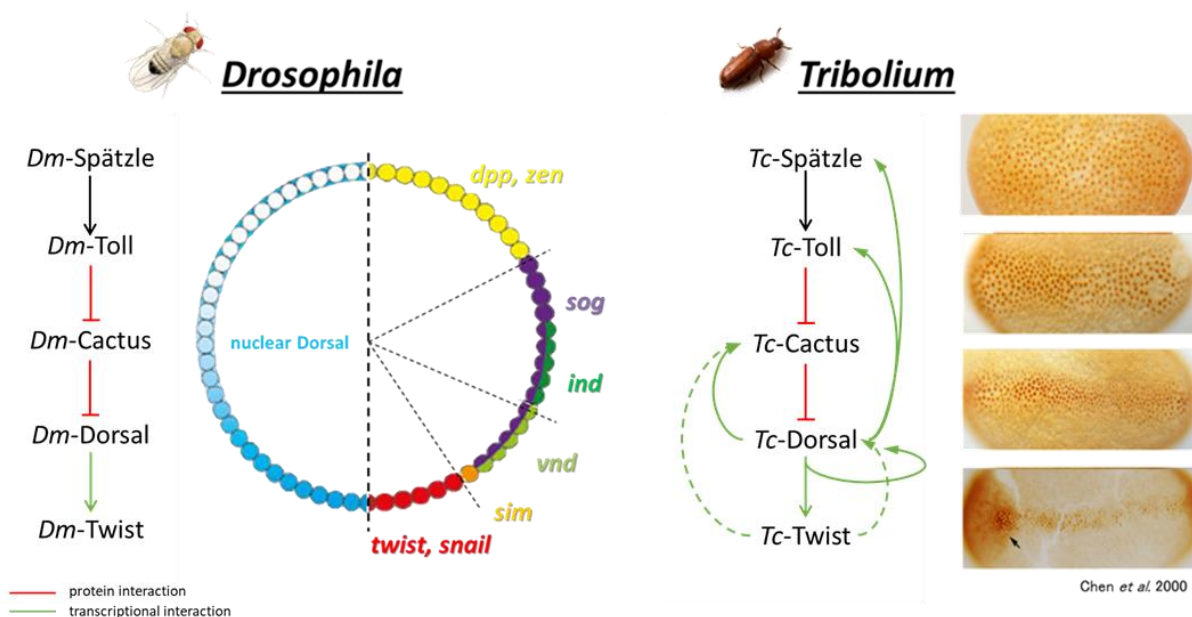 Drosophila
Dm-Spätzle
Dm-Toll
Dm-Cactus
Dm-Dorsal
Dm-Twist
nuclear Dorsal
dpp, zen
sog
ind
vnd
sim
twist, snail
protein interaction
transcriptional interaction
Tribolium
Tc-Spätzle
Tc-Toll
Tc-Cactus
Tc-Dorsal
Tc-Twist
Chen et al. 2000